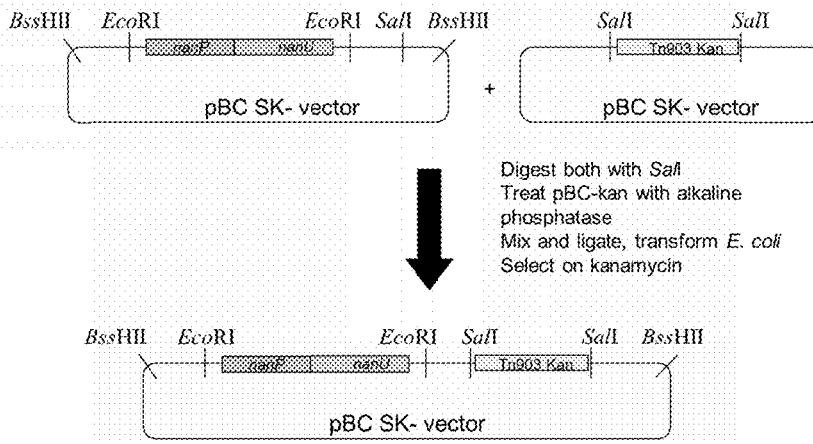 BssHII EcoRI EcoRI SalI BssHII SalI SalI
nanP nanU Tn903 Kan
pBC SK- vector + pBC SK- vector
Digest both with SalI
Treat pBC-kan with alkaline
phosphatase
Mix and ligate, transform E. coli
Select on kanamycin
BssHII EcoRI EcoRI SalI SalI BssHII
nanP nanU Tn903 Kan
pBC SK- vector